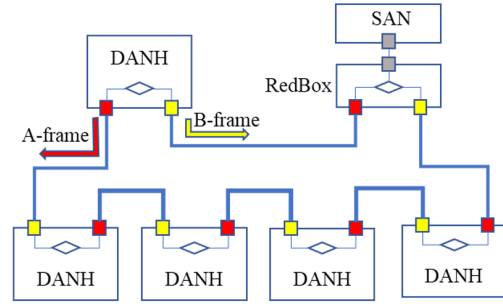 SAN
DANH
RedBox
A-frame
B-frame
DANH
DANH
DANH
DANH